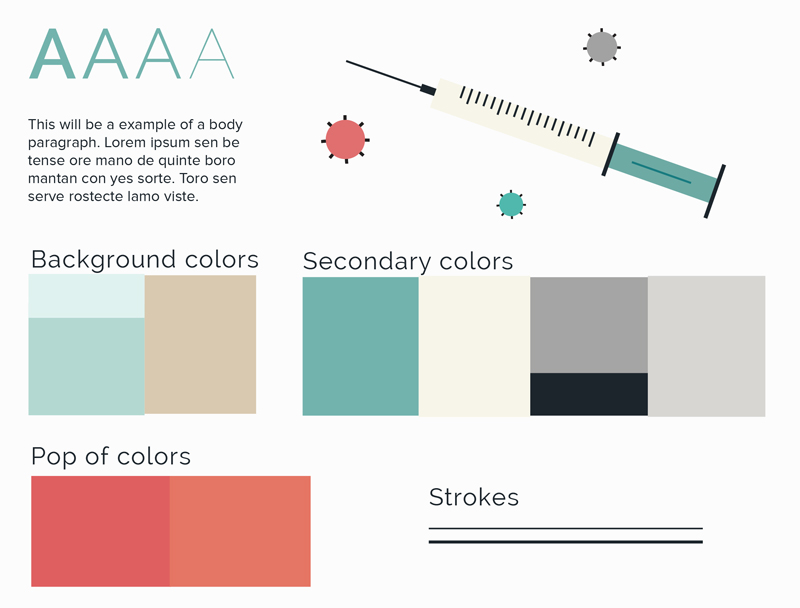 A A A A
This will be a example of a body
paragraph. Lorem ipsum sen be
tense ore mano de quinte boro
mantan con yes sorte. Toro sen
serve rostecte lamo viste.
Background colors
Secondary colors
Pop of colors
Strokes